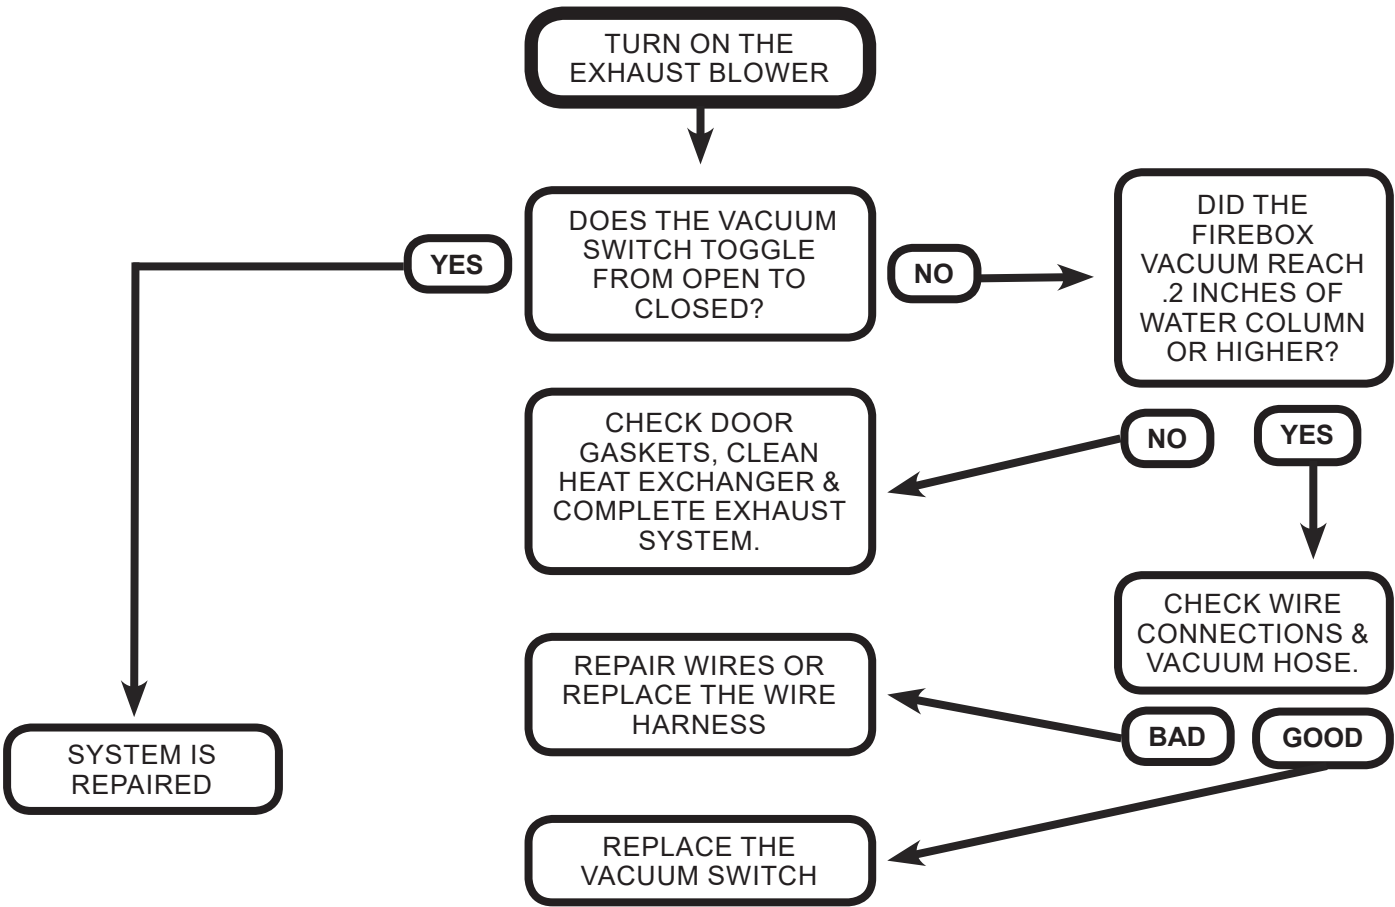 TURN ON THE
EXHAUST BLOWER
DOES THE VACUUM
SWITCH TOGGLE
FROM OPEN TO
CLOSED?
YES
NO
DID THE
FIREBOX
VACUUM REACH
.2 INCHES OF
WATER COLUMN
OR HIGHER?
NO
YES
CHECK DOOR
GASKETS, CLEAN
HEAT EXCHANGER &
COMPLETE EXHAUST
SYSTEM.
CHECK WIRE
CONNECTIONS &
VACUUM HOSE.
BAD
GOOD
REPAIR WIRES OR
REPLACE THE WIRE
HARNESS
SYSTEM IS
REPAIRED
REPLACE THE
VACUUM SWITCH